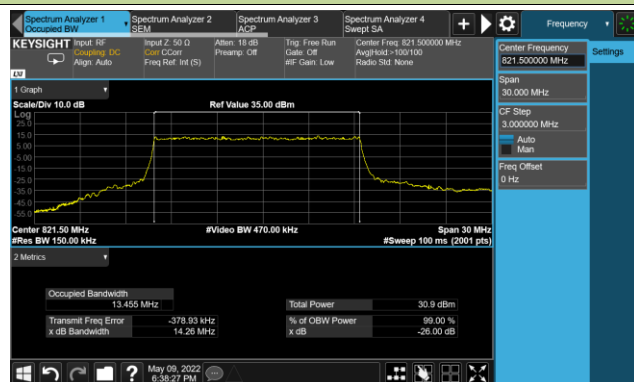 Spectrum Analyzer 1
Occupied BW
Spectrum Analyzer 2
SEM
Spectrum Analyzer 3
ACP
Spectrum Analyzer 4
Swept SA
+
Frequency
KEYSIGHT
Input: RF
Coupling: DC
Align: Auto
Input Z: 50 Ω
Corr CCorr
Freq Ref: Int (S)
Atten: 18 dB
Preamp: Off
Trig: Free Run
Gate: Off
#IF Gain: Low
Center Freq: 821.500000 MHz
Avg|Hold:>100/100
Radio Std: None
LXI
Center Frequency
821.500000 MHz
Settings
Span
30.000 MHz
CF Step
3.000000 MHz
Auto
Man
Freq Offset
0 Hz
1 Graph
Scale/Div 10.0 dB
Ref Value 35.00 dBm
Log
25.0
15.0
5.00
-5.00
-15.0
-25.0
-35.0
-45.0
-55.0
Center 821.50 MHz
#Video BW 470.00 kHz
Span 30 MHz
#Res BW 150.00 kHz
#Sweep 100 ms (2001 pts)
2 Metrics
Occupied Bandwidth
13.455 MHz
Total Power
30.9 dBm
Transmit Freq Error
-378.93 kHz
% of OBW Power
99.00 %
x dB Bandwidth
14.26 MHz
x dB
-26.00 dB
?
May 09, 2022
6:38:27 PM